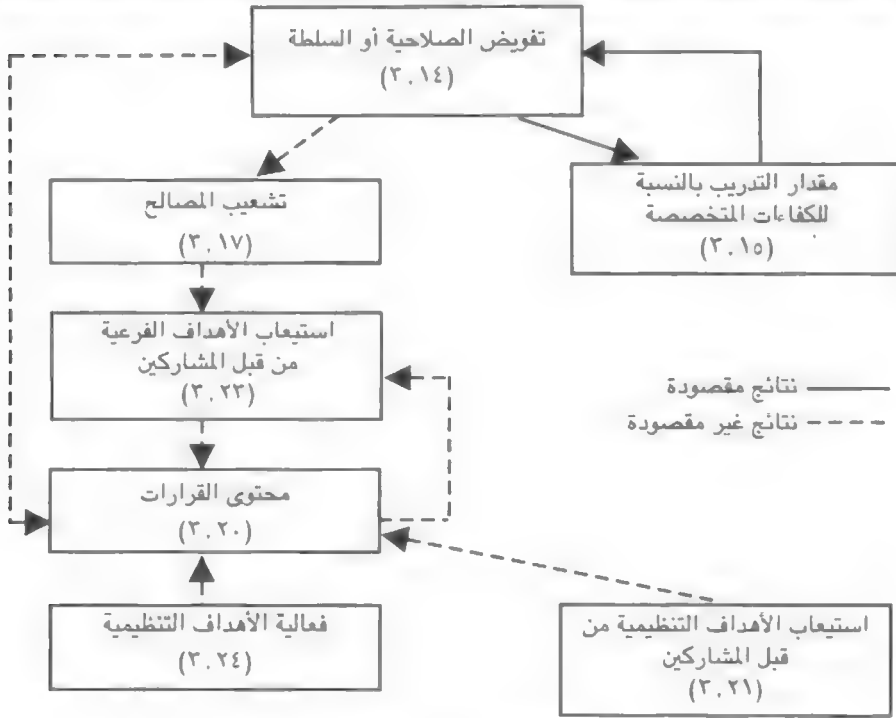 تفويض الصلاحية أو السلطة
(٣.١٤)
تشعيب المصالح
(٣.١٧)
مقدار التدريب بالنسبة
للكفاءات المتخصصة
(٣.١٥)
استيعاب الأهداف الفرعية
من قبل المشاركين
(٣.٢٣)
نتائج مقصودة
نتائج غير مقصودة
محتوى القرارات
(٣.٢٠)
فعالية الأهداف التنظيمية
(٣.٢٤)
استيعاب الأهداف التنظيمية من
قبل المشاركين
(٣.٢١)